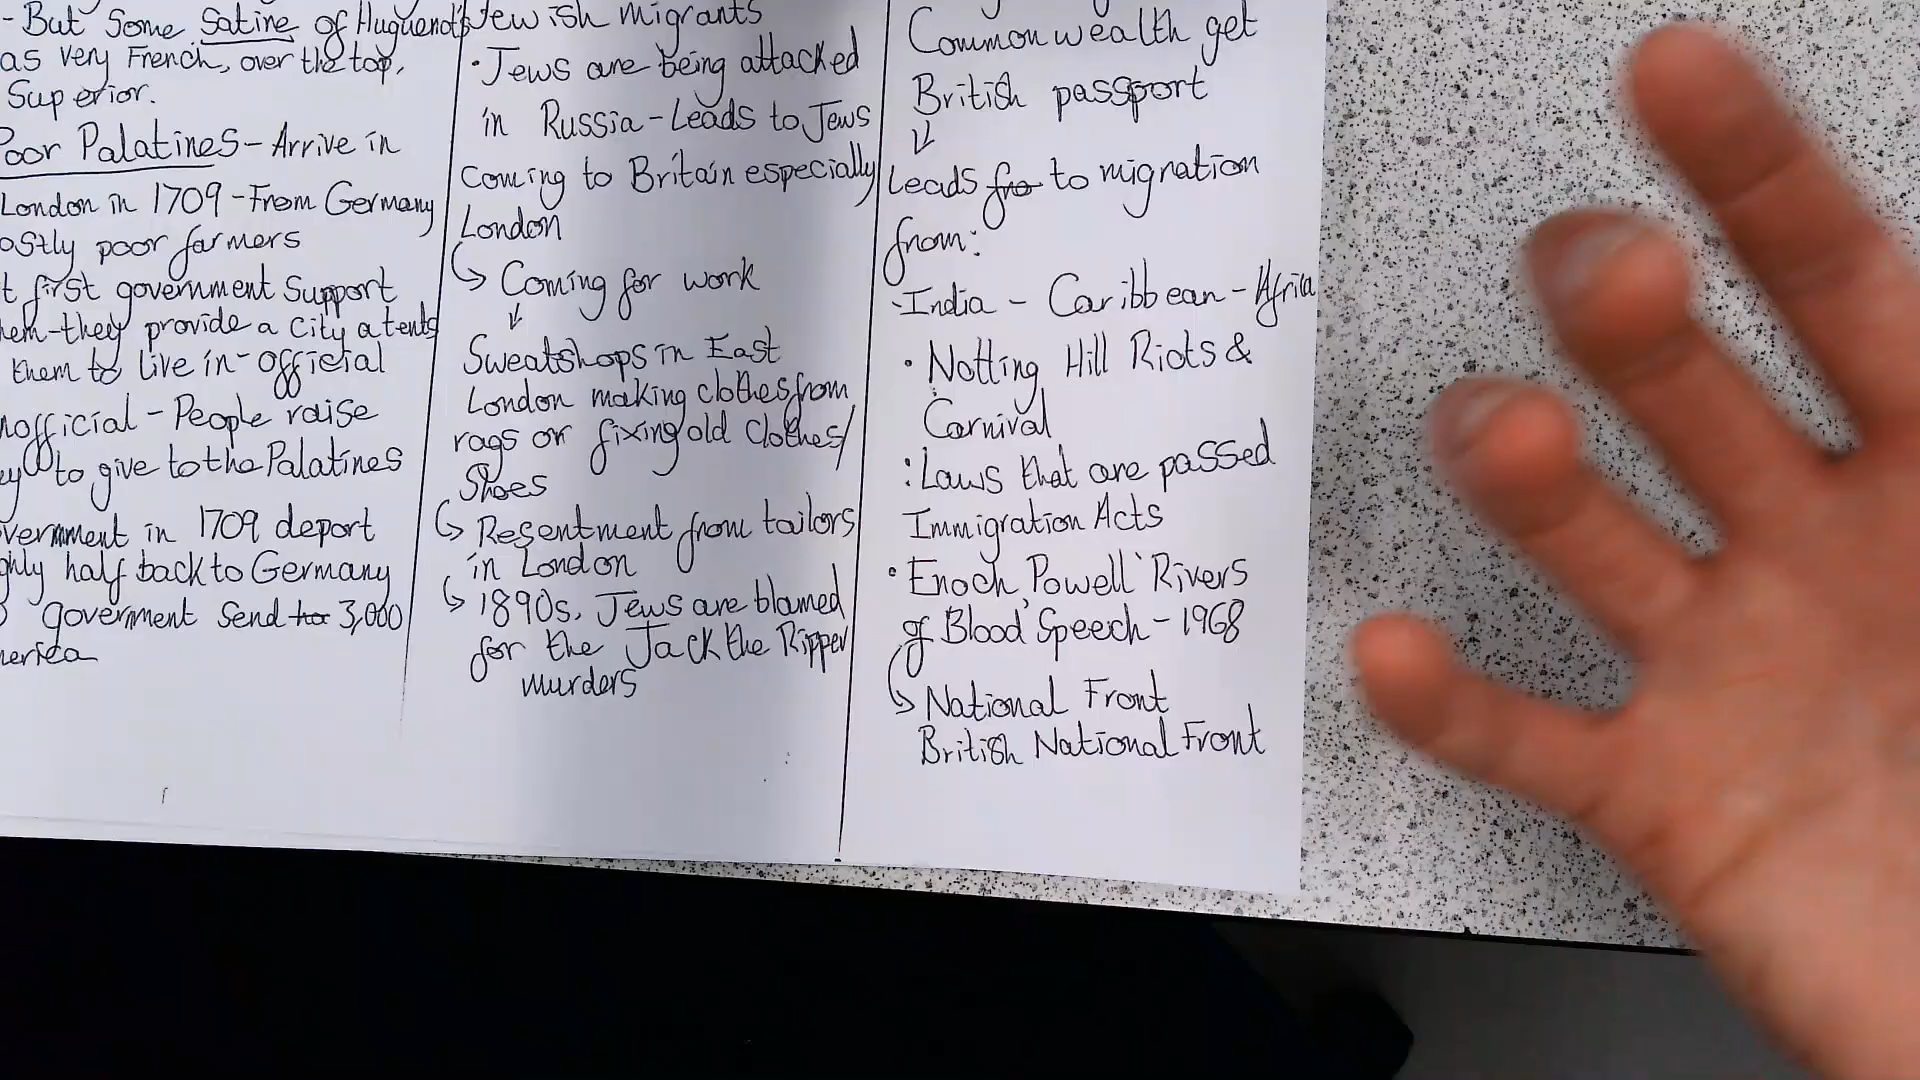 - But Some Satire of Huguenots
as very French, over the top,
Superior.
Poor Palatines - Arrive in
London in 1709 - From Germany
ostly poor farmers
t first government Support
hem - they provide a City a tents
them to live in - official
nofficial - People raise
ey to give to the Palatines
vernment in 1709 deport
ghly half back to Germany
government send 3,000
merica
Jewish migrants
• Jews are being attacked
in Russia - Leads to Jews
coming to Britain especially
London
↳ Coming for work
↓
Sweatshops in East
London making clothes from
rags or fixing old clothes/
Shoes
↳ Resentment from tailors
in London
↳ 1890s, Jews are blamed
for the Jack the Ripper
murders
Commonwealth get
British passport
↓
Leads fro to migration
from:
- India - Caribbean - Africa
• Notting Hill Riots &
Carnival
: Laws that are passed
Immigration Acts
• Enoch Powell 'Rivers
of Blood' Speech - 1968
↳ National Front
British National Front